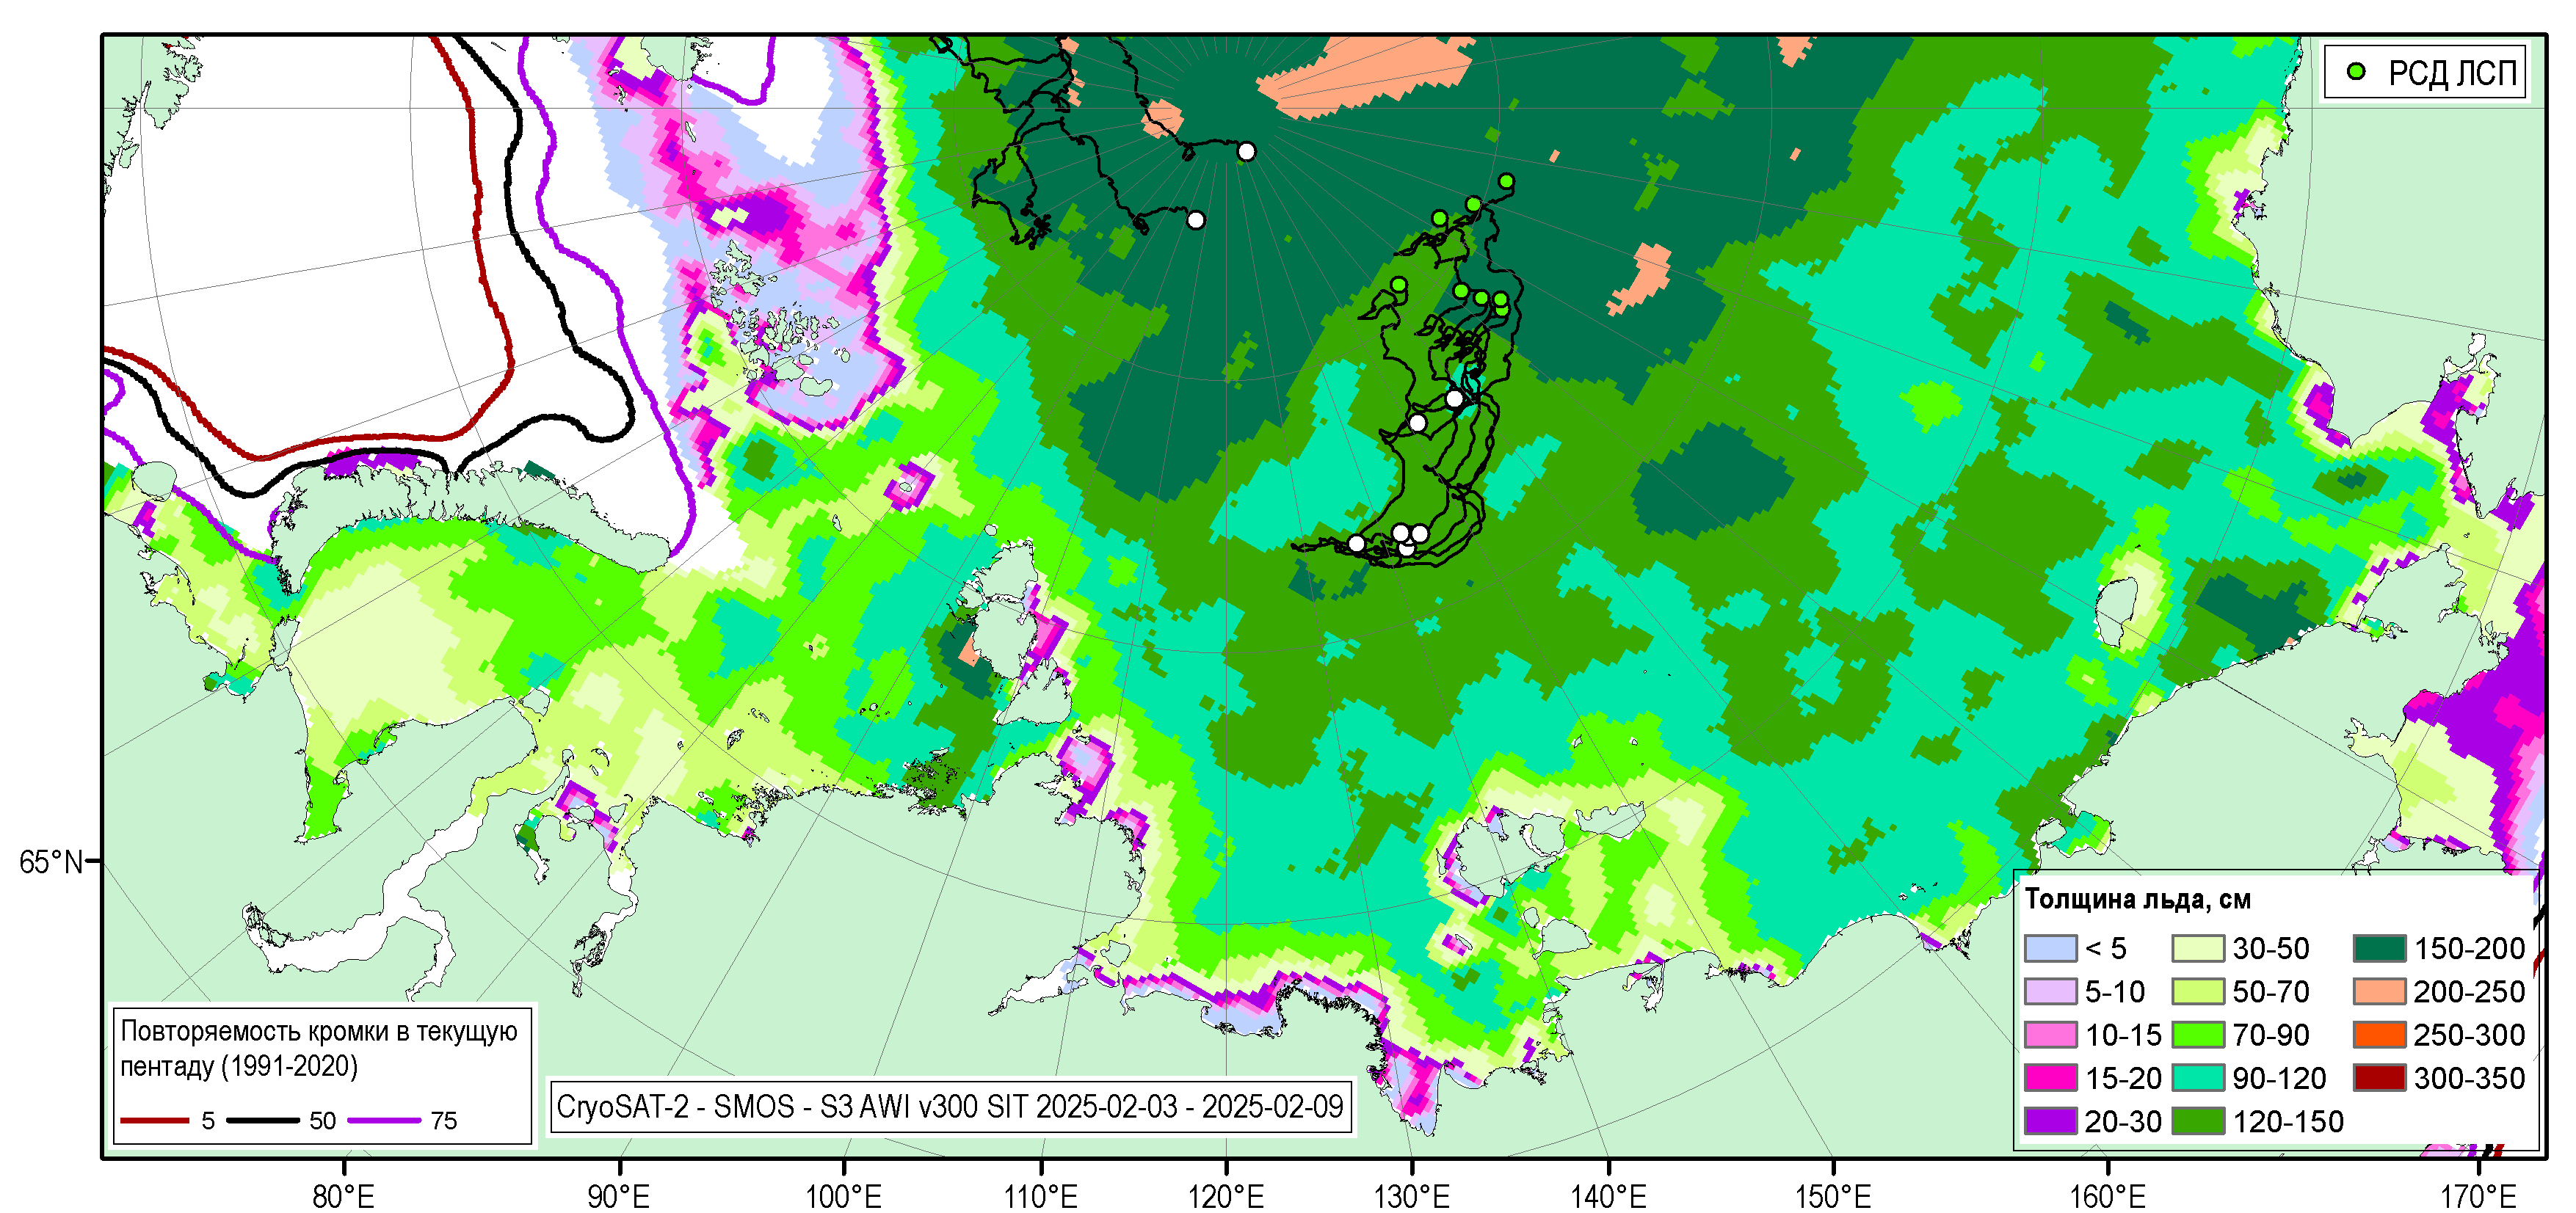 РСД ЛСП
65°N
Толщина льда, см
< 5
30-50
150-200
5-10
50-70
200-250
10-15
70-90
250-300
15-20
90-120
300-350
20-30
120-150
Повторяемость кромки в текущую
пентаду (1991-2020)
5
50
75
CryoSAT-2 - SMOS - S3 AWI v300 SIT 2025-02-03 - 2025-02-09
80°E
90°E
100°E
110°E
120°E
130°E
140°E
150°E
160°E
170°E